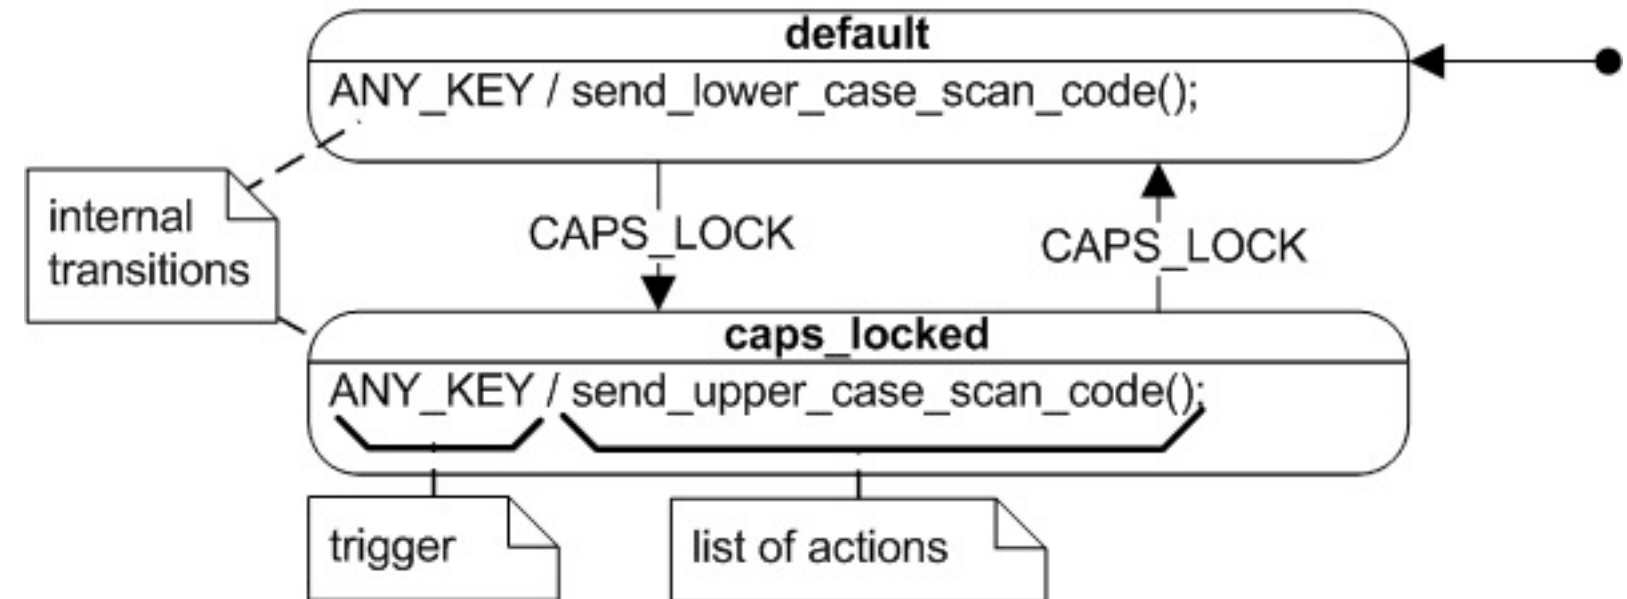 default
ANY_KEY / send_lower_case_scan_code();
internal
transitions
CAPS_LOCK
CAPS_LOCK
caps_locked
ANY_KEY / send_upper_case_scan_code();
trigger
list of actions